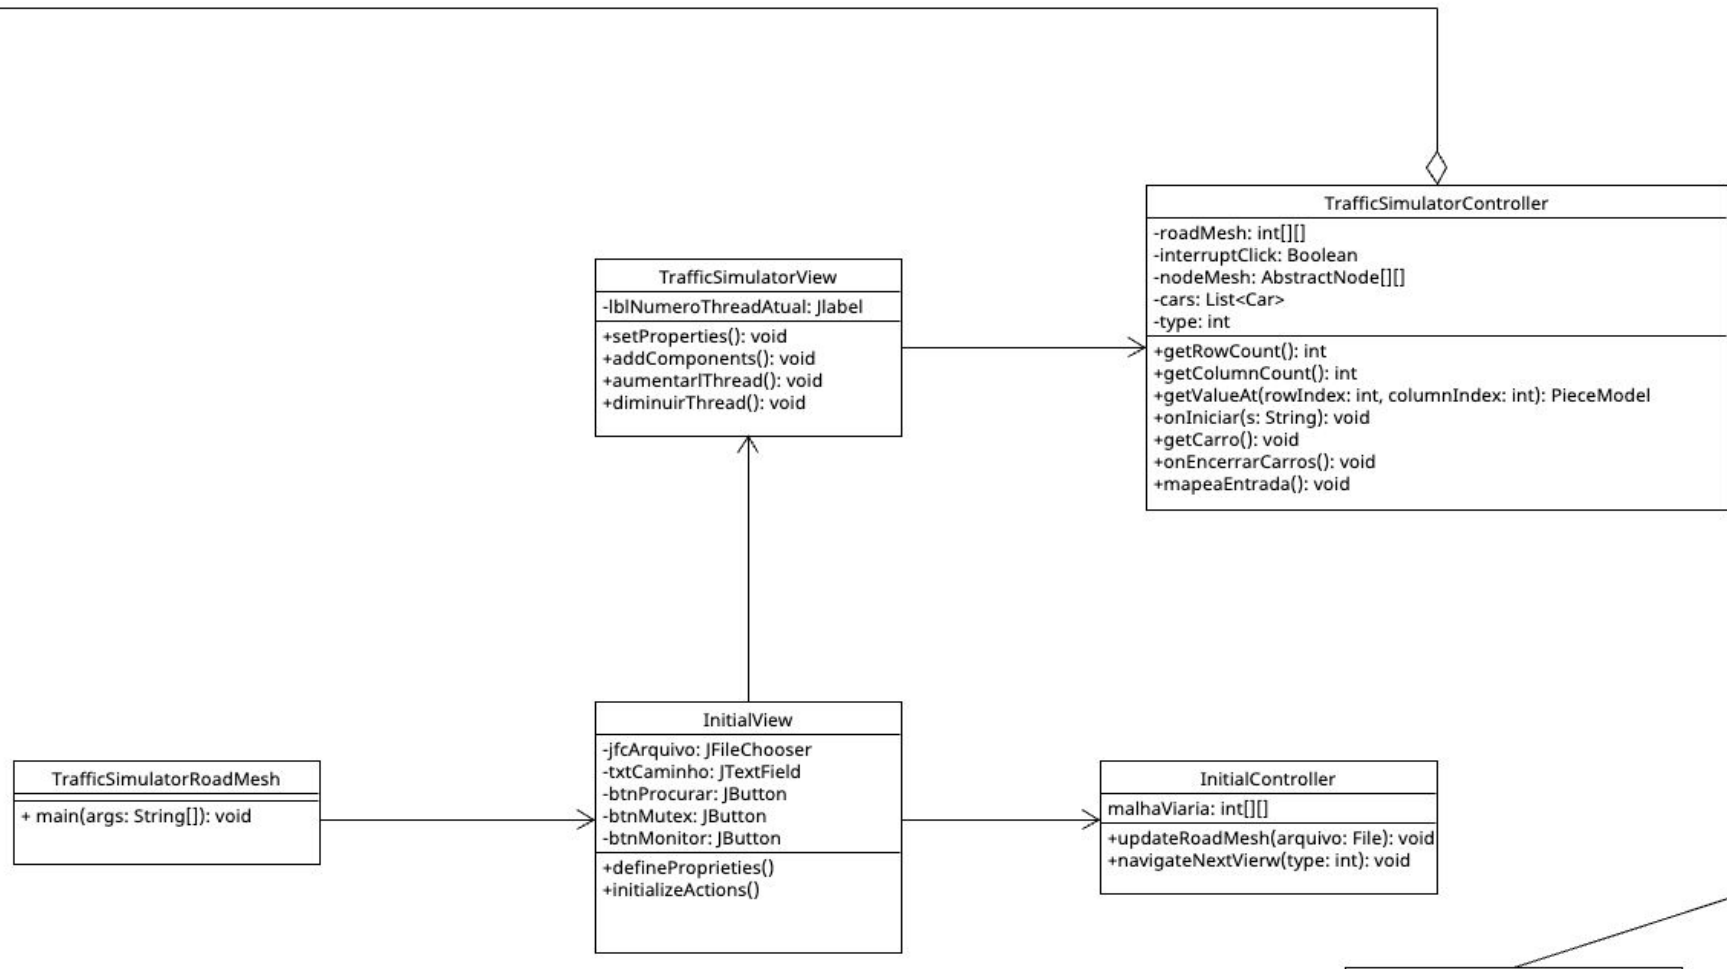 TrafficSimulatorController
-roadMesh: int[][]
-interruptClick: Boolean
-nodeMesh: AbstractNode[][]
-cars: List<Car>
-type: int
+getRowCount(): int
+getColumnCount(): int
+getValueAt(rowIndex: int, columnIndex: int): PieceModel
+onIniciar(s: String): void
+getCarro(): void
+onEncerrarCarros(): void
+mapeaEntrada(): void
TrafficSimulatorView
-lblNumeroThreadAtual: Jlabel
+setProperties(): void
+addComponents(): void
+aumentarlThread(): void
+diminuirThread(): void
TrafficSimulatorRoadMesh
+ main(args: String[]): void
InitialView
-jfcArquivo: JFileChooser
-txtCaminho: JTextField
-btnProcurar: JButton
-btnMutex: JButton
-btnMonitor: JButton
+defineProprieties()
+initializeActions()
InitialController
malhaViaria: int[][]
+updateRoadMesh(arquivo: File): void
+navigateNextVierw(type: int): void